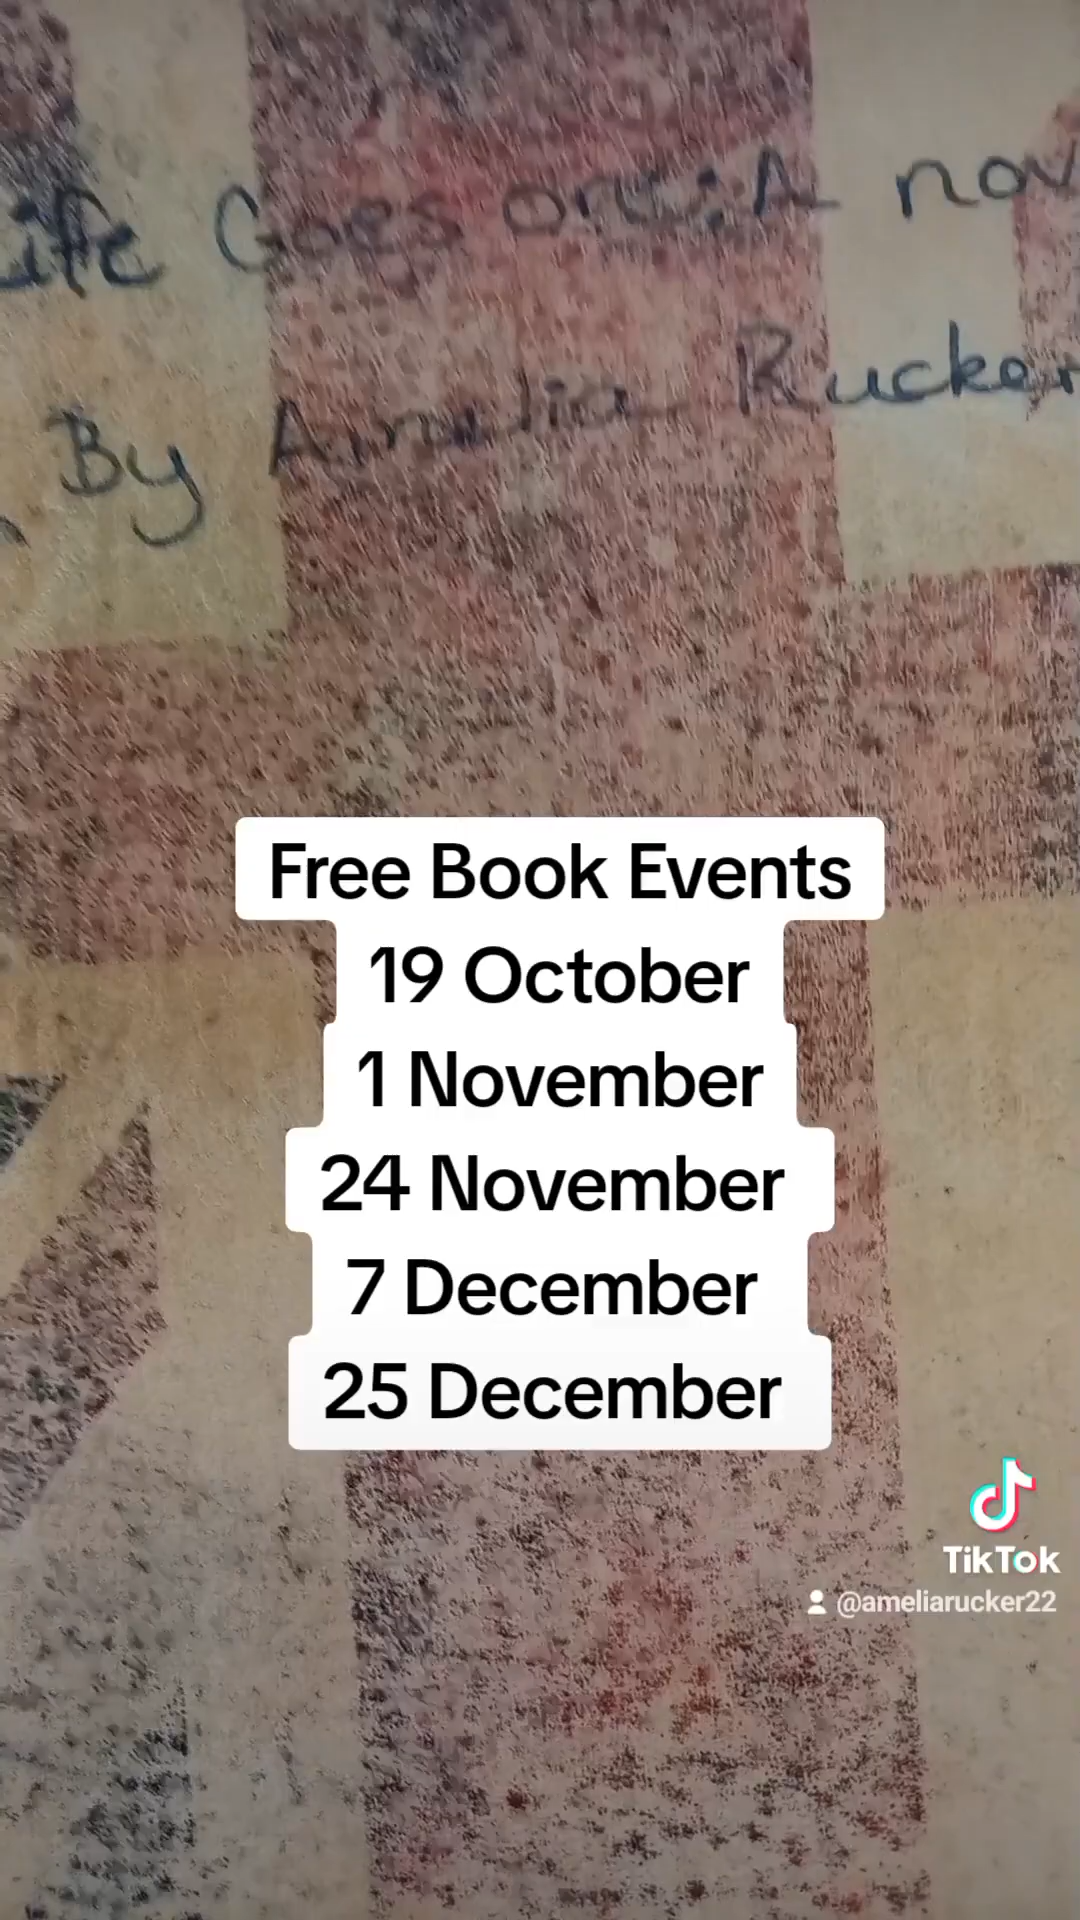 ife Goes on: A nov
By Amelia Rucker
Free Book Events
19 October
1 November
24 November
7 December
25 December
TikTok
@ameliarucker22